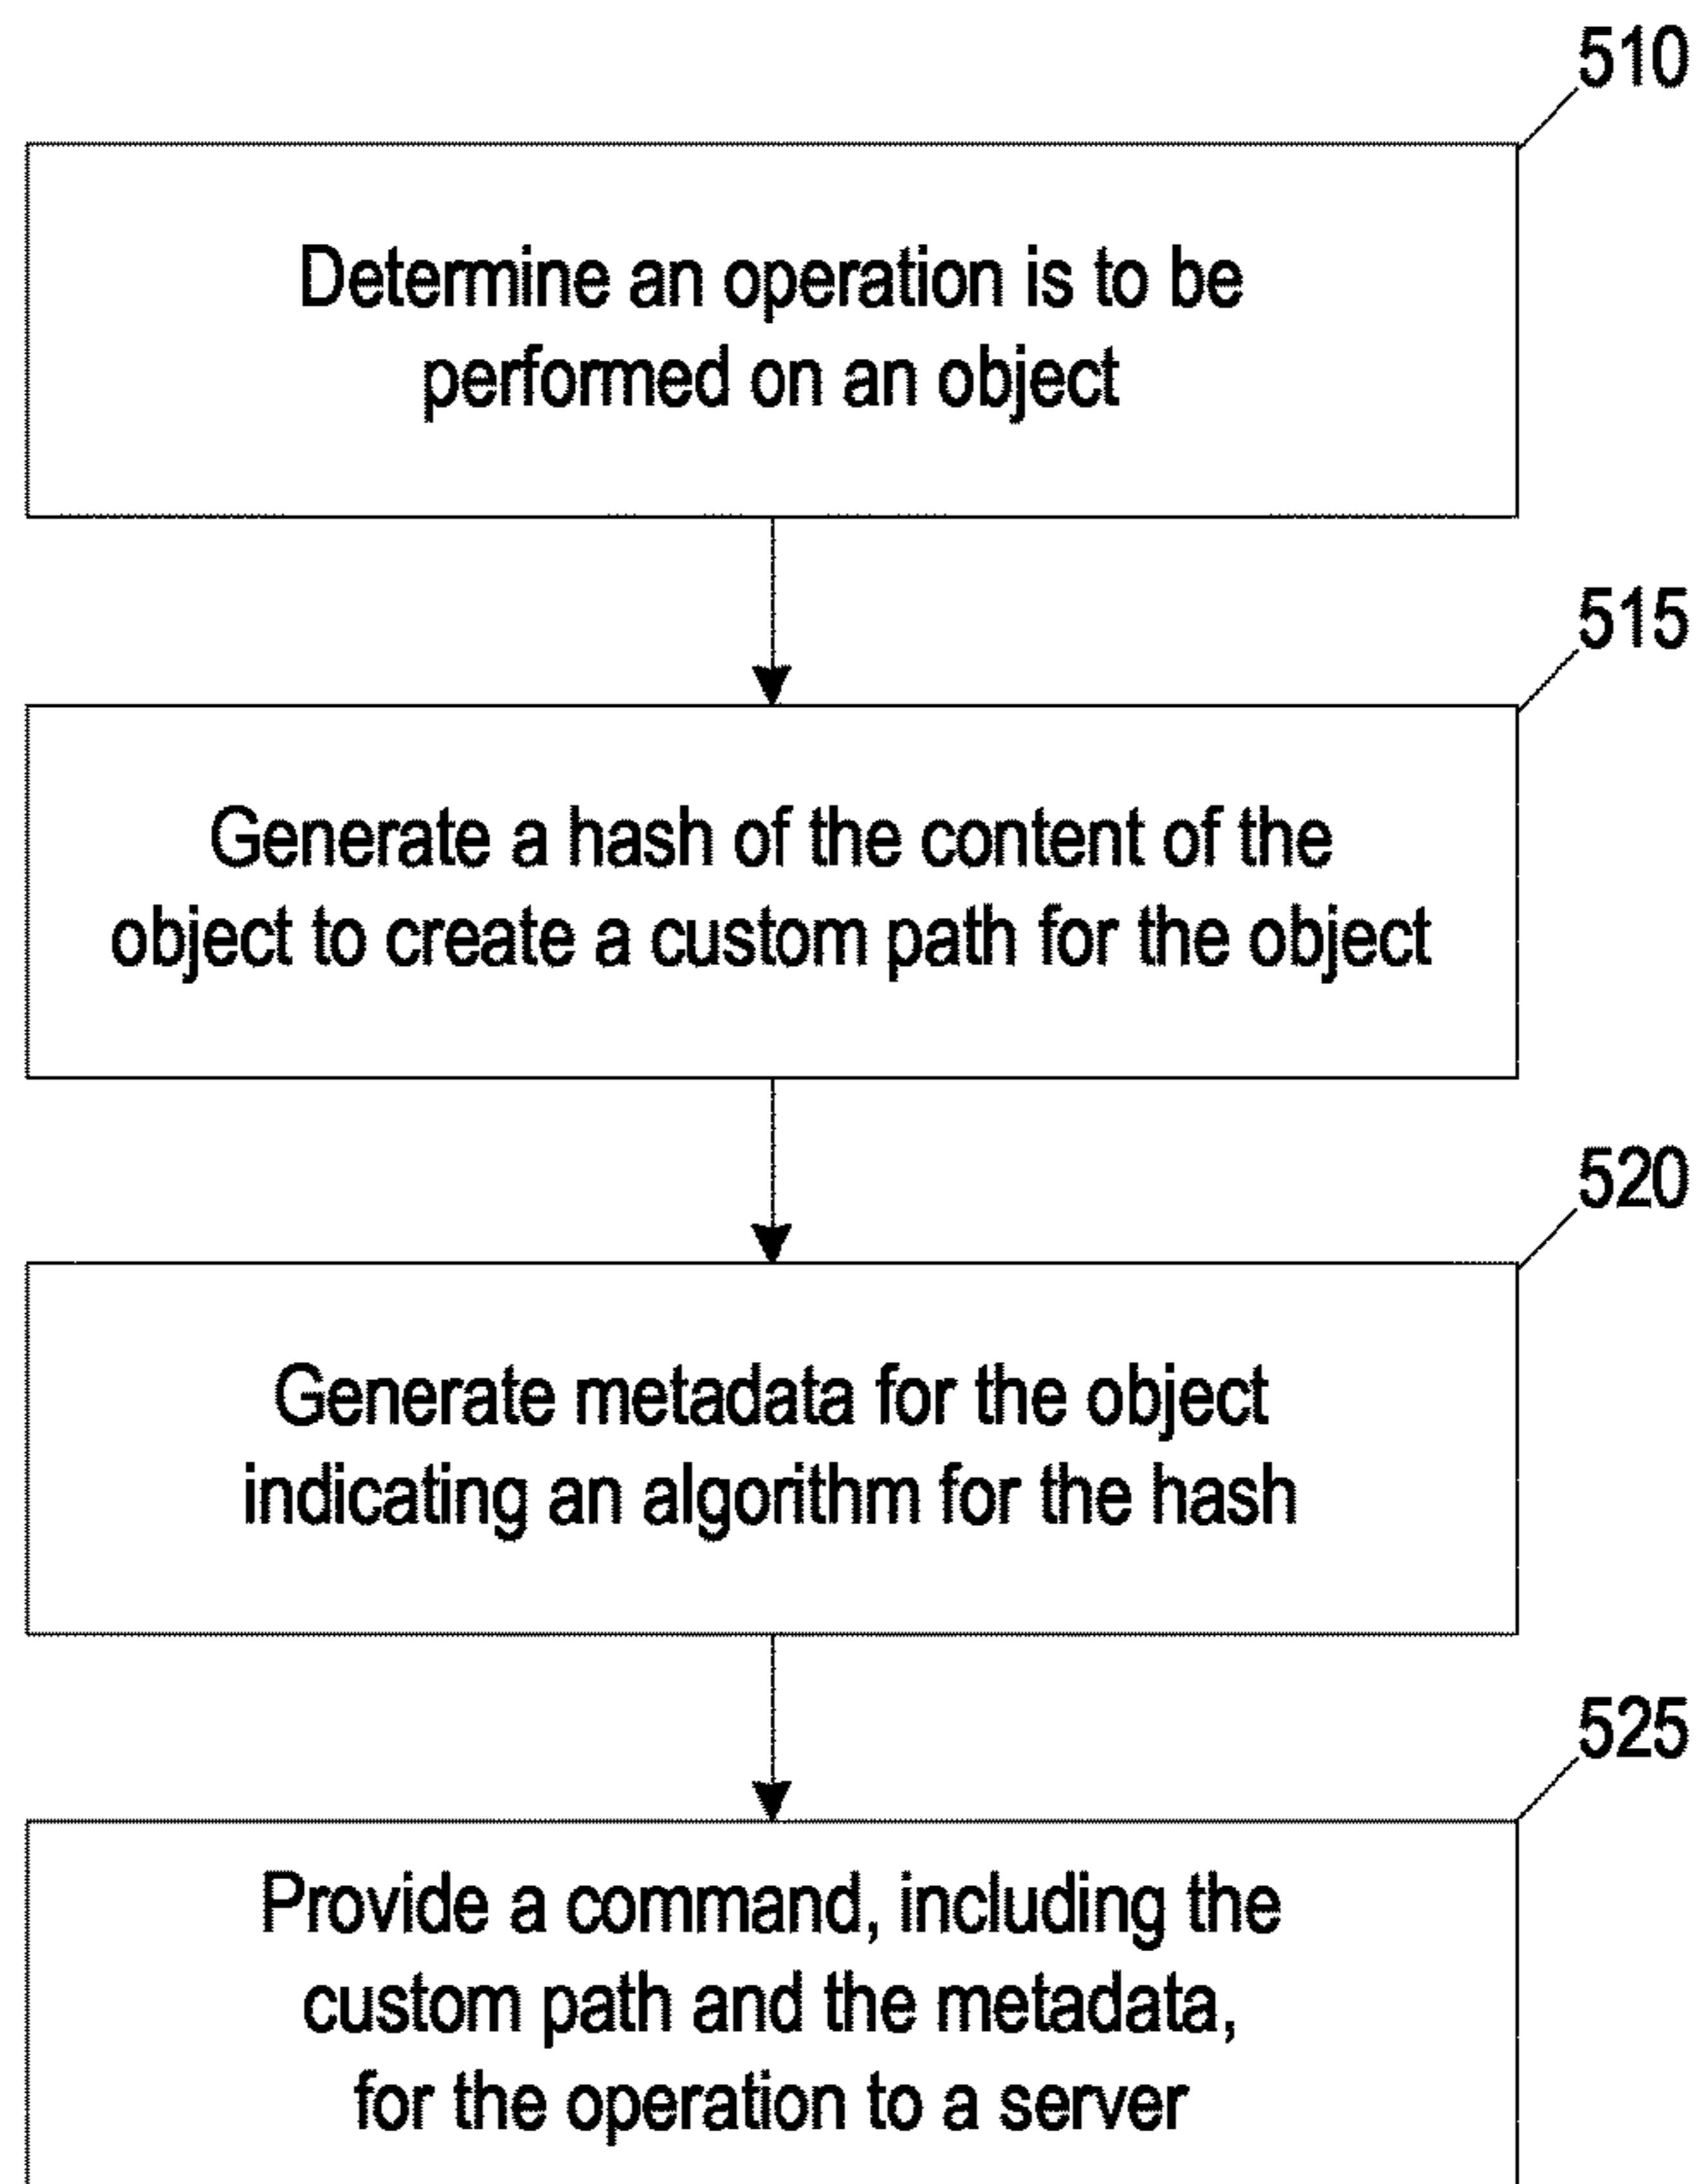 510
Determine an operation is to be
performed on an object
515
Generate a hash of the content of the
object to create a custom path for the object
520
Generate metadata for the object
indicating an algorithm for the hash
525
Provide a command, including the
custom path and the metadata,
for the operation to a server